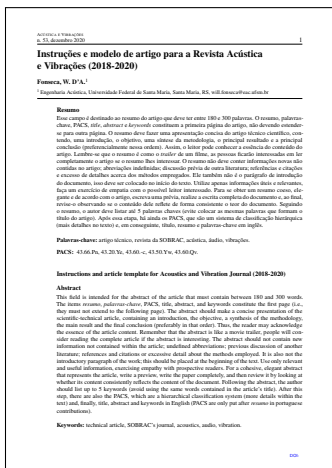 ACÚSTICA E VIBRAÇÕES
n. 53, dezembro 2020 1
Instruções e modelo de artigo para a Revista Acústica
e Vibrações (2018-2020)
Fonseca, W. D'A.¹
¹ Engenharia Acústica, Universidade Federal de Santa Maria, Santa Maria, RS, will.fonseca@eac.ufsm.br
Resumo
Esse campo é destinado ao resumo do artigo que deve ter entre 180 e 300 palavras. O resumo, palavras-
chave, PACS, title, abstract e keywords constituem a primeira página do artigo, não devendo estender-
se para outra página. O resumo deve fazer uma apresentação concisa do artigo técnico científico, con-
tendo, uma introdução, o objetivo, uma síntese da metodologia, o principal resultado e a principal
conclusão (preferencialmente nessa ordem). Assim, o leitor pode conhecer a essência do conteúdo do
artigo. Lembre-se que o resumo é como o trailer de um filme, as pessoas ficarão interessadas em ler
completamente o artigo se o resumo lhes interessar. O resumo não deve conter informações novas não
contidas no artigo; abreviações indefinidas; discussão prévia de outra literatura; referências e citações
e excesso de detalhes acerca dos métodos empregados. Ele também não é o parágrafo de introdução
do documento, isso deve ser colocado no início do texto. Utilize apenas informações úteis e relevantes,
faça um exercício de empatia com o possível leitor interessado. Para se obter um resumo coeso, ele-
gante e de acordo com o artigo, escreva uma prévia, realize a escrita completa do documento e, ao final,
revise-o observando se o conteúdo dele reflete de forma consistente o teor do documento. Seguindo
o resumo, o autor deve listar até 5 palavras chaves (evite colocar as mesmas palavras que formam o
título do artigo). Após essa etapa, há ainda os PACS, que são um sistema de classificação hierárquica
(mais detalhes no texto) e, em conseguinte, título, resumo e palavras-chave em inglês.
Palavras-chave: artigo técnico, revista da SOBRAC, acústica, áudio, vibrações.
PACS: 43.66.Pn, 43.20.Ye, 43.60.-c, 43.50.Yw, 43.60.Qv.
Instructions and article template for Acoustics and Vibration Journal (2018-2020)
Abstract
This field is intended for the abstract of the article that must contain between 180 and 300 words.
The items resumo, palavras-chave, PACS, title, abstract, and keywords constitute the first page (i.e.,
they must not extend to the following page). The abstract should make a concise presentation of the
scientific-technical article, containing an introduction, the objective, a synthesis of the methodology,
the main result and the final conclusion (preferably in that order). Thus, the reader may acknowledge
the essence of the article content. Remember that the abstract is like a movie trailer; people will con-
sider reading the complete article if the abstract is interesting. The abstract should not contain new
information not contained within the article; undefined abbreviations; previous discussion of another
literature; references and citations or excessive detail about the methods employed. It is also not the
introductory paragraph of the work; this should be placed at the beginning of the text. Use only relevant
and useful information, exercising empathy with prospective readers. For a cohesive, elegant abstract
that represents the article, write a preview, write the paper completely, and then review it by looking at
whether its content consistently reflects the content of the document. Following the abstract, the author
should list up to 5 keywords (avoid using the same words contained in the article's title). After this
step, there are also the PACS, which are a hierarchical classification system (more details within the
text) and, finally, title, abstract and keywords in English (PACS are only put after resumo in portuguese
contributions).
Keywords: technical article, SOBRAC's journal, acoustics, audio, vibration.
DOI: